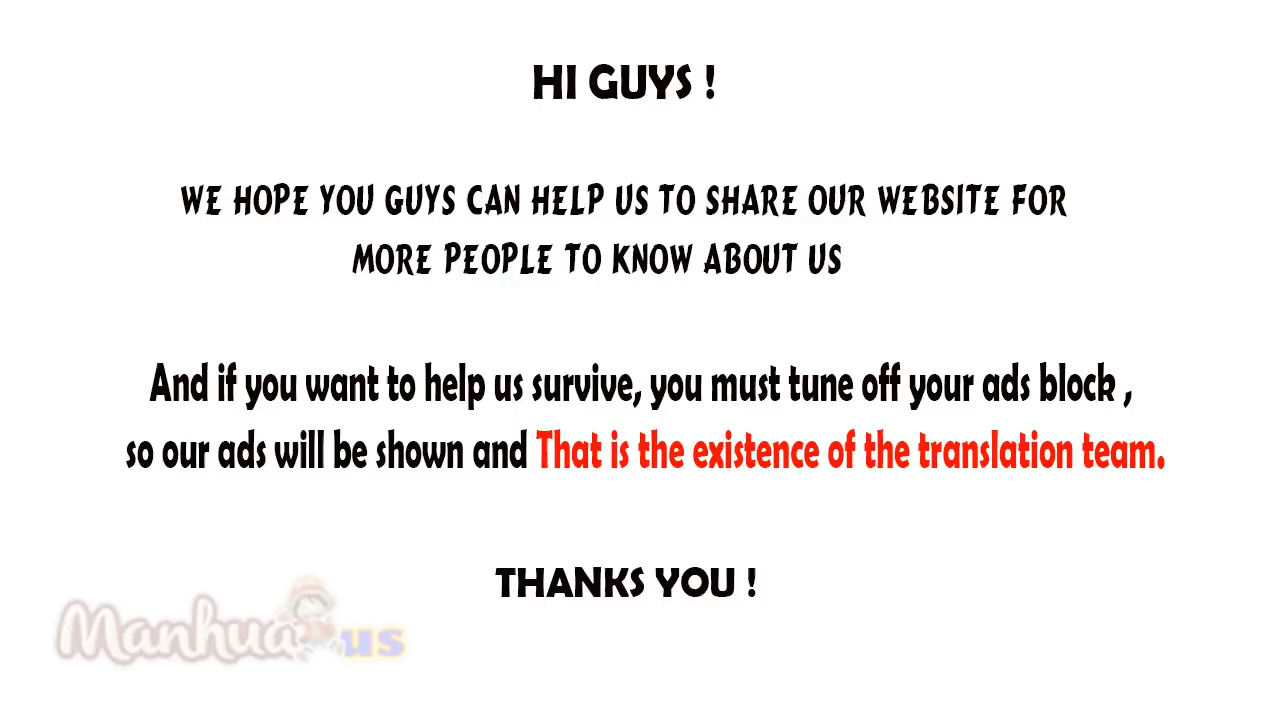 HI GUYS !
WE HOPE YOU GUYS CAN HELP US TO SHARE OUR WEBSITE FOR
MORE PEOPLE TO KNOW ABOUT US
And if you want to help us survive, you must tune off your ads block ,
so our ads will be shown and That is the existence of the translation team.
THANKS YOU !
Manhua us